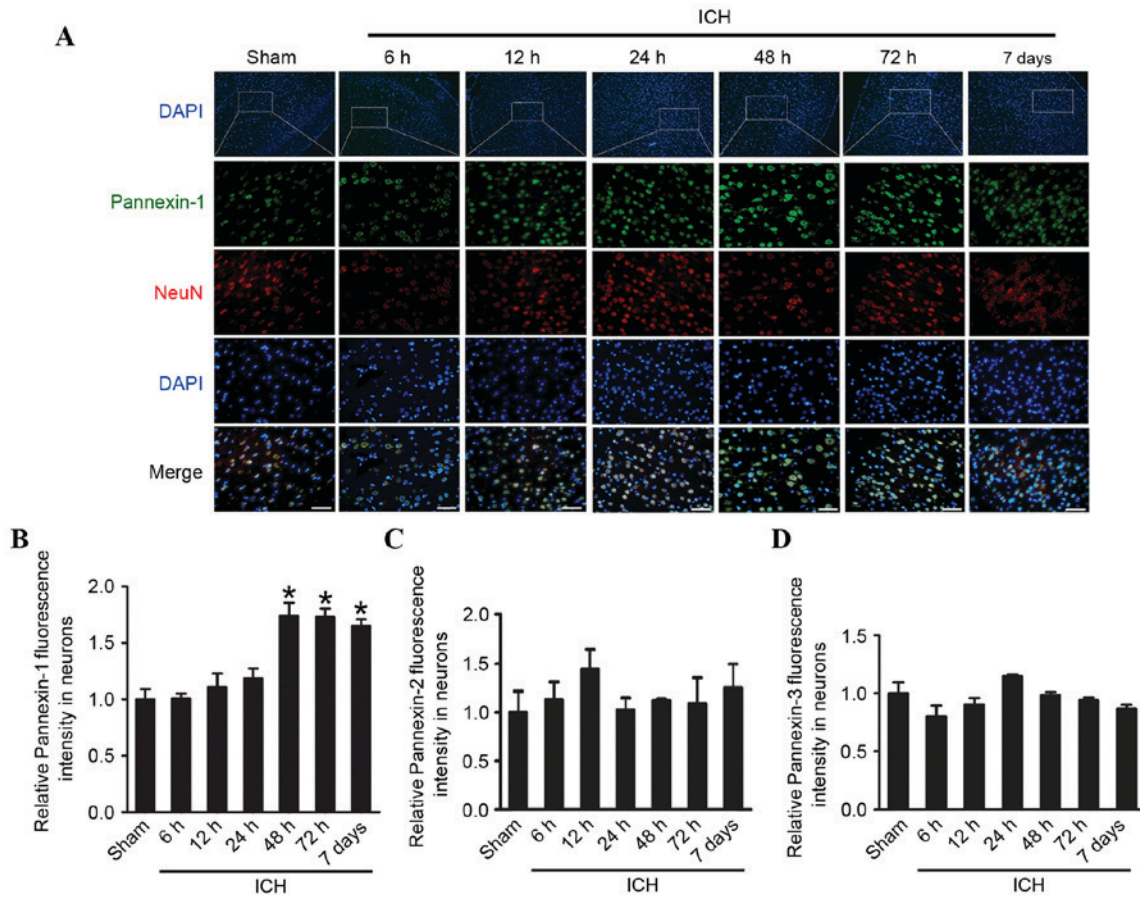 A
ICH
Sham 6 h 12 h 24 h 48 h 72 h 7 days
DAPI
Pannexin-1
NeuN
DAPI
Merge
B
Relative Pannexin-1 fluorescence
intensity in neurons
2.0
1.5
1.0
0.5
0.0
* * *
Sham 6 h 12 h 24 h 48 h 72 h 7 days
ICH
C
Relative Pannexin-2 fluorescence
intensity in neurons
2.0
1.5
1.0
0.5
0.0
Sham 6 h 12 h 24 h 48 h 72 h 7 days
ICH
D
Relative Pannexin-3 fluorescence
intensity in neurons
1.5
1.0
0.5
0.0
Sham 6 h 12 h 24 h 48 h 72 h 7 days
ICH